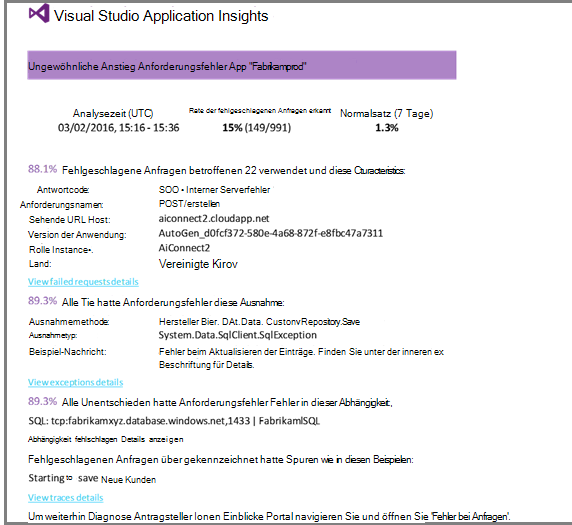 Visual Studio Application Insights
Ungewöhnliche Anstieg Anforderungsfehler App "Fabrikamprod"
Analysezeit (UTC) Rate der fehlgeschlagenen Anfragen erkannt Normalsatz (7 Tage)
03/02/2016, 15:16 - 15:36 15% (149/991) 1.3%
88.1% Fehlgeschlagene Anfragen betroffenen 22 verwendet und diese Cturacteristics:
Antwortcode: SOO • Interner Serverfehler
Anforderungsnamen: POST/erstellen
Sehende URL Host: aiconnect2.cloudapp.net
Version der Anwendung: AutoGen_d0fcf372-580e-4a68-872f-e8fbc47a7311
Rolle Instance•. AiConnect2
Land: Vereinigte Kirov
View failed requests details
89.3% Alle Tie hatte Anforderungsfehler diese Ausnahme:
Ausnahmemethode: Hersteller Bier. DAt.Data. CustonvRepository.Save
Ausnahmetyp: System.Data.SqlClient.SqlException
Beispiel-Nachricht: Fehler beim Aktualisieren der Einträge. Finden Sie unter der inneren ex
Beschriftung für Details.
View exceptions details
89.3% Alle Unentschieden hatte Anforderungsfehler Fehler in dieser Abhängigkeit,
SQL: tcp:fabrikamxyz.database.windows.net,1433 | FabrikamlSQL
Abhängigkeit fehlschlagen Details anzeigen
Fehlgeschlagenen Anfragen über gekennzeichnet hatte Spuren wie in diesen Beispielen:
Starting to save Neue Kunden
View traces details
Um weiterhin Diagnose Antragsteller Ionen Einblicke Portal navigieren Sie und öffnen Sie 'Fehler bei Anfragen'.